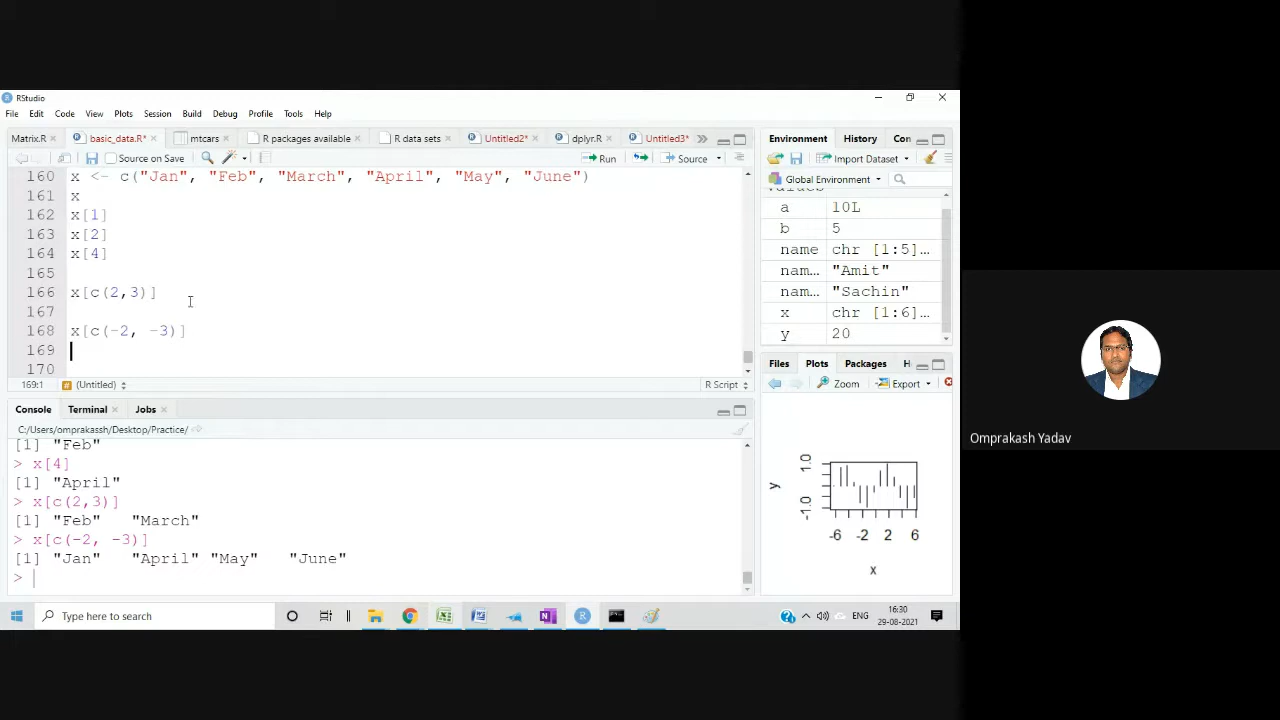 RStudio
File Edit Code View Plots Session Build Debug Profile Tools Help
Matrix.R basic_data.R* mtcars R packages available R data sets Untitled2* dplyr.R Untitled3*
Source on Save Run Source
160 x <- c("Jan", "Feb", "March", "April", "May", "June")
161 x
162 x[1]
163 x[2]
164 x[4]
165
166 x[c(2,3)]
167
168 x[c(-2, -3)]
169
170
169:1 (Untitled) R Script
Console Terminal Jobs
C:/Users/omprakassh/Desktop/Practice/
[1] "Feb"
> x[4]
[1] "April"
> x[c(2,3)]
[1] "Feb" "March"
> x[c(-2, -3)]
[1] "Jan" "April" "May" "June"
>
Environment History Con
Import Dataset
Global Environment
Values
a 10L
b 5
name chr [1:5]…
nam… "Amit"
nam… "Sachin"
x chr [1:6]…
y 20
Files Plots Packages H
Zoom Export
y
1.0
-1.0
-6 -2 2 6
x
Type here to search
ENG
16:30
29-08-2021
Omprakash Yadav